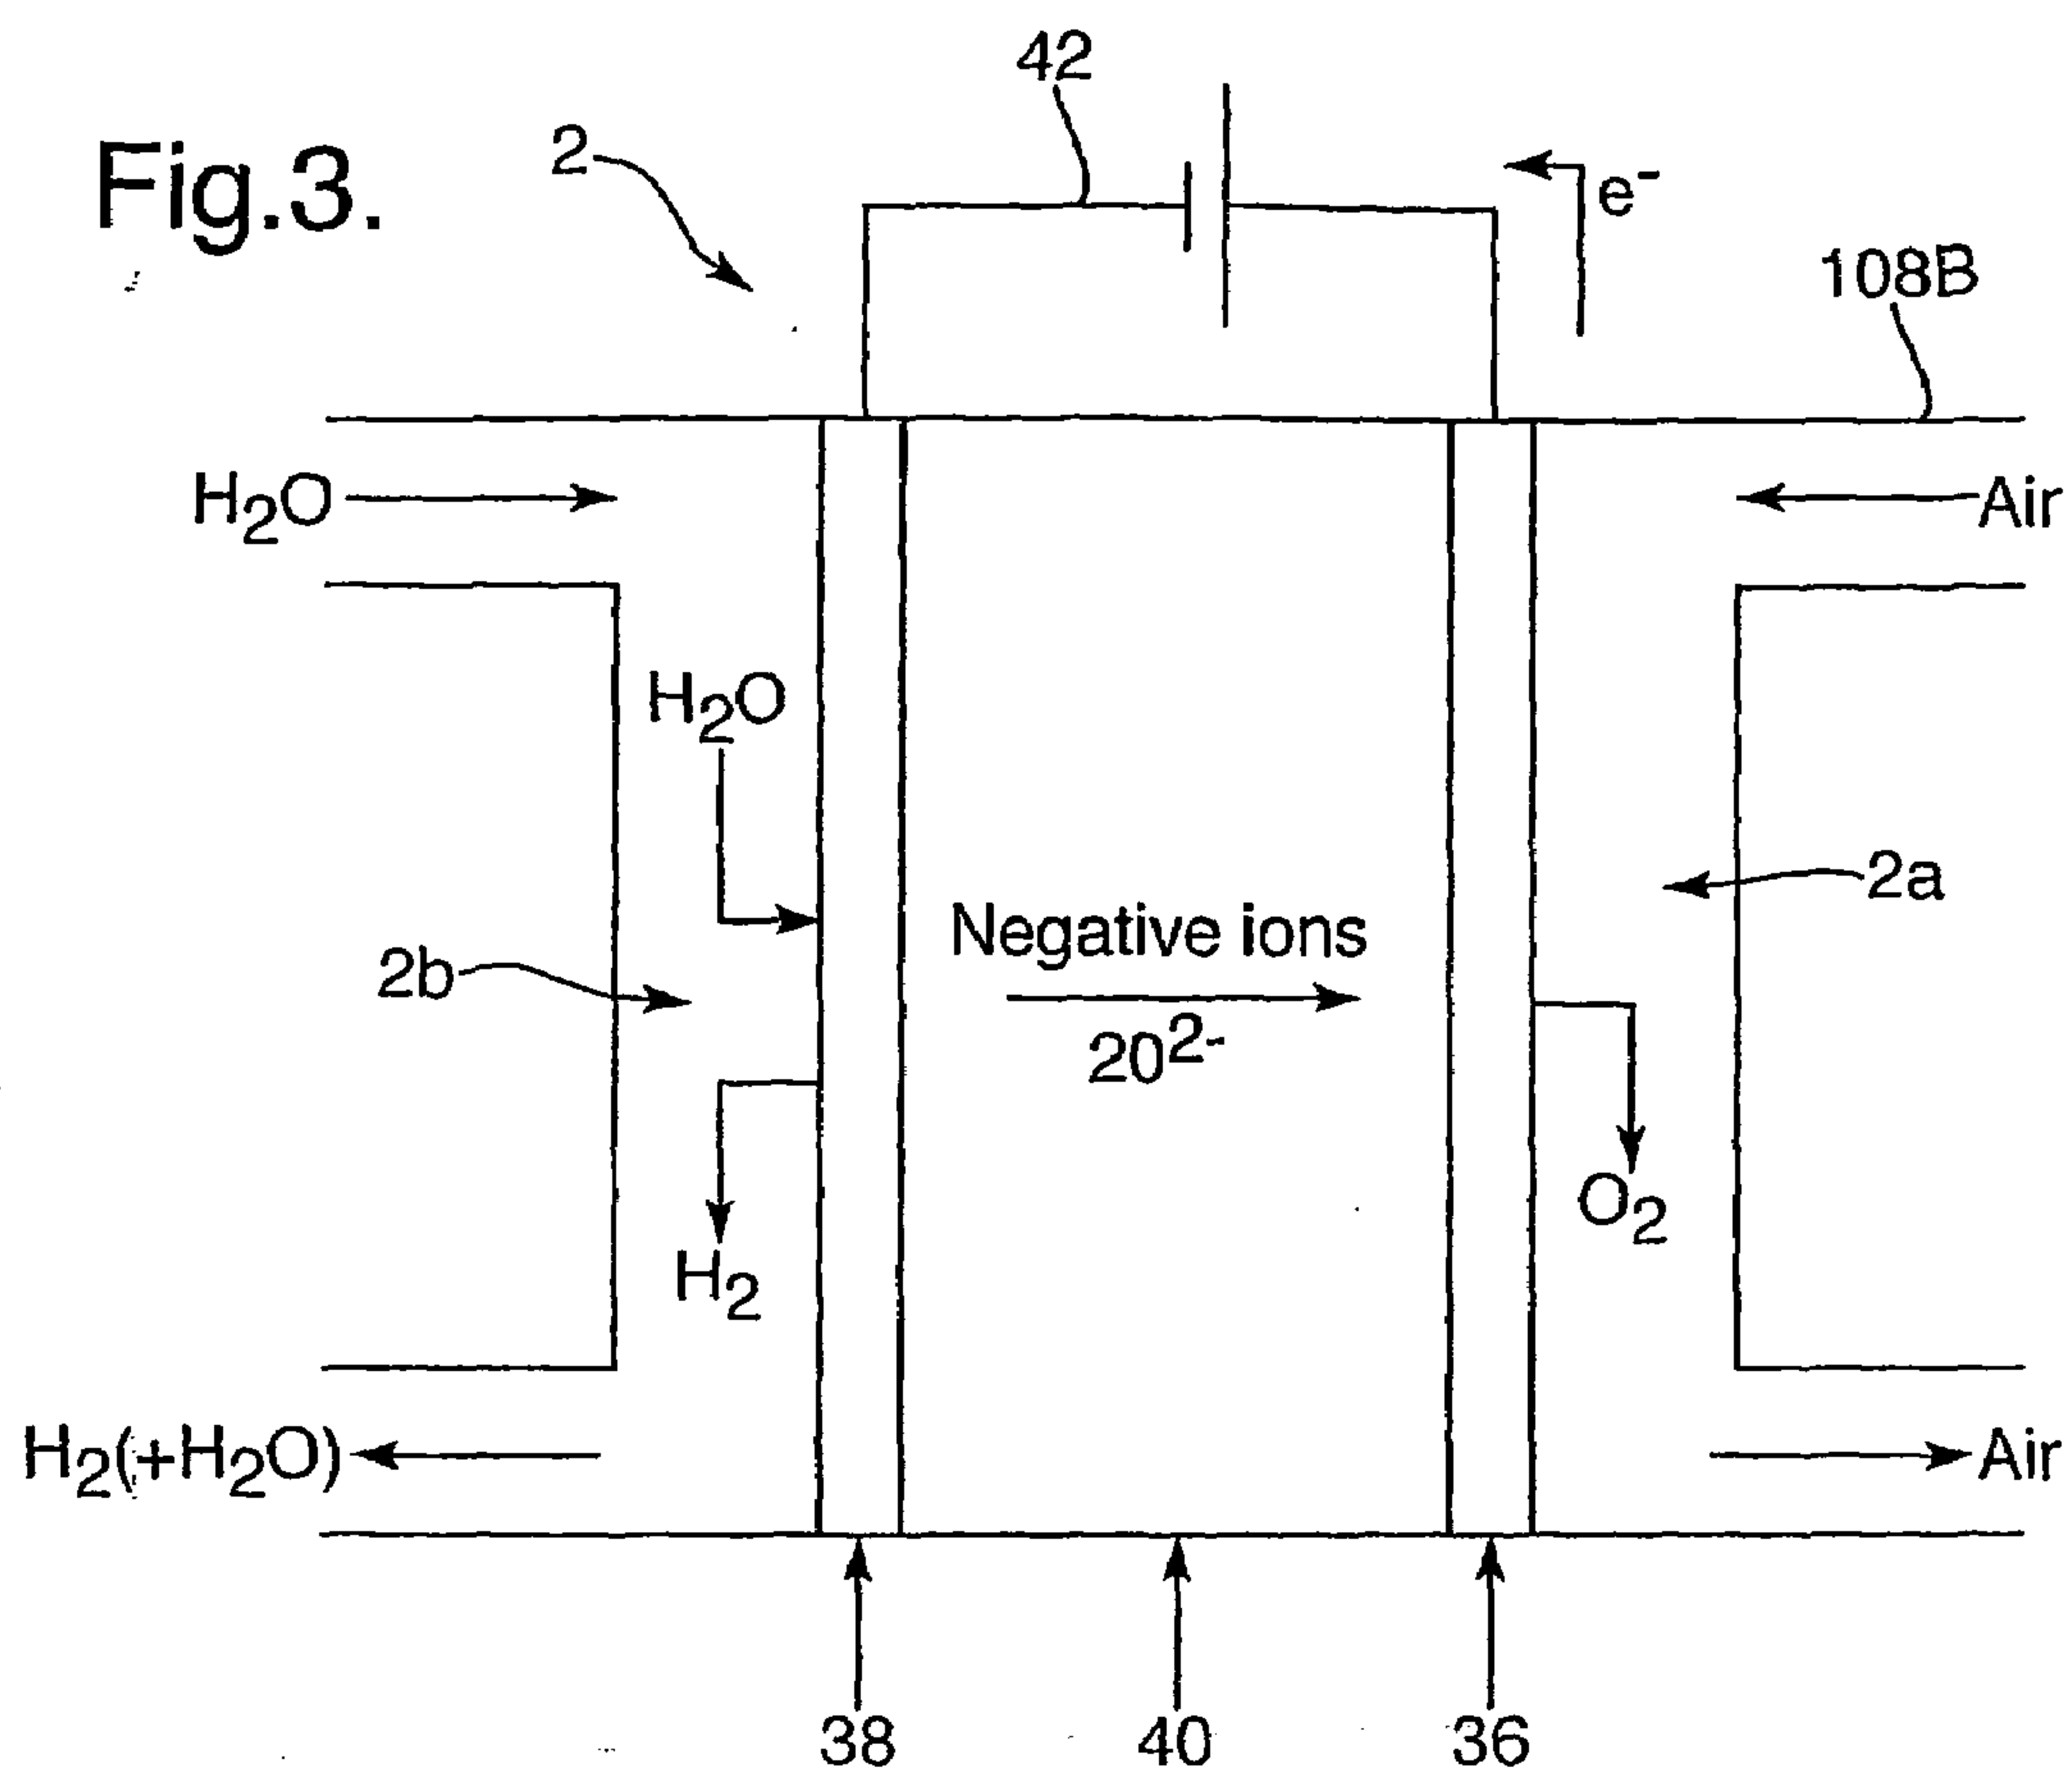 Fig.3.
42
2
e-
108B
H2O
Air
H2O
2a
Negative ions
2b
2O2-
O2
H2
H2(+H2O)
Air
38
40
36